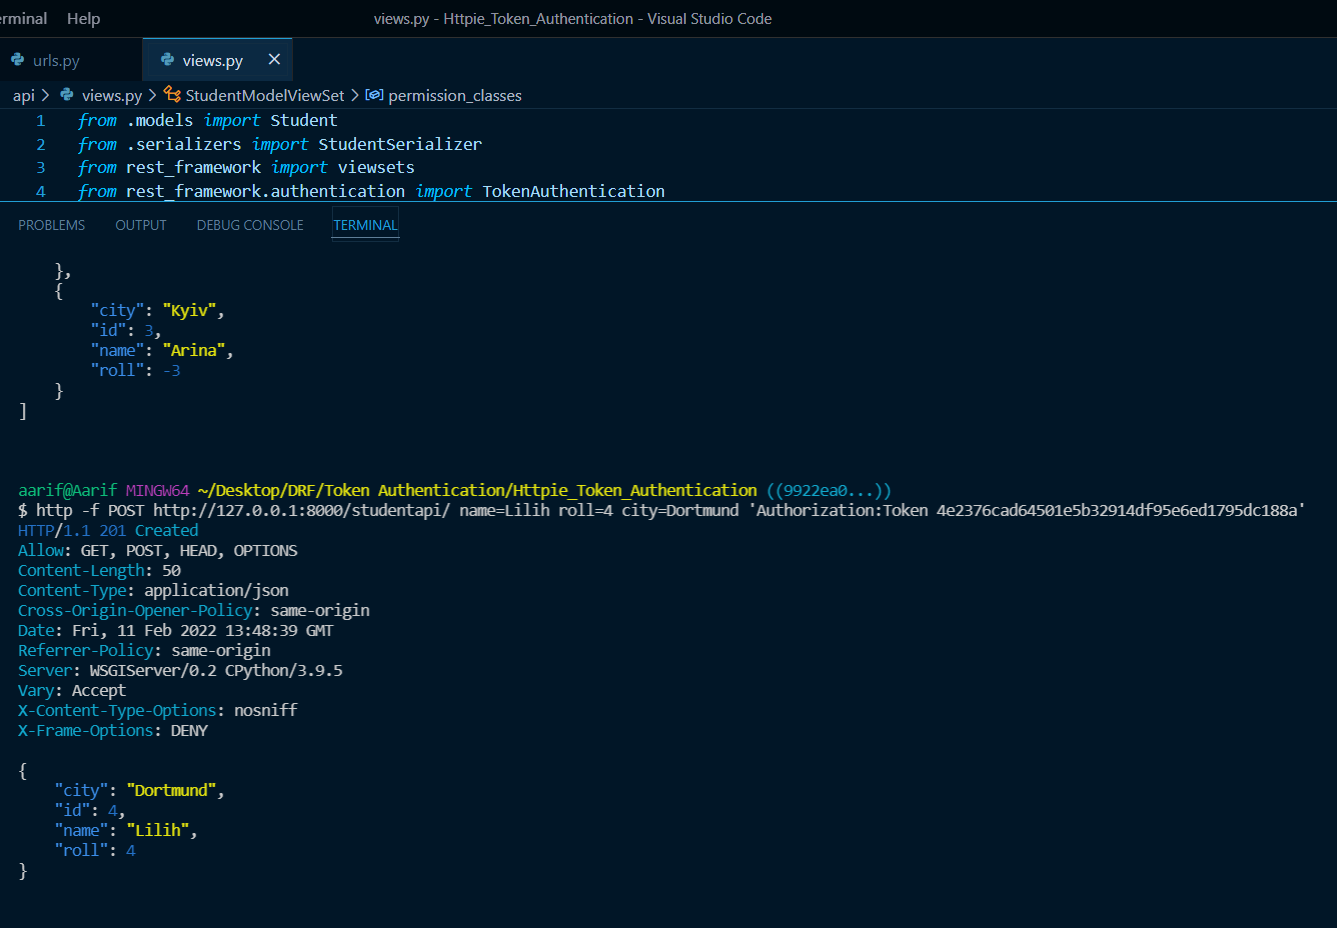 erminal Help views.py - Httpie_Token_Authentication - Visual Studio Code
urls.py views.py ×
api > views.py > StudentModelViewSet > permission_classes
1 from .models import Student
2 from .serializers import StudentSerializer
3 from rest_framework import viewsets
4 from rest_framework.authentication import TokenAuthentication
PROBLEMS OUTPUT DEBUG CONSOLE TERMINAL
},
{
"city": "Kyiv",
"id": 3,
"name": "Arina",
"roll": -3
}
]
aarif@Aarif MINGW64 ~/Desktop/DRF/Token Authentication/Httpie_Token_Authentication ((9922ea0...))
$ http -f POST http://127.0.0.1:8000/studentapi/ name=Lilih roll=4 city=Dortmund 'Authorization:Token 4e2376cad64501e5b32914df95e6ed1795dc188a'
HTTP/1.1 201 Created
Allow: GET, POST, HEAD, OPTIONS
Content-Length: 50
Content-Type: application/json
Cross-Origin-Opener-Policy: same-origin
Date: Fri, 11 Feb 2022 13:48:39 GMT
Referrer-Policy: same-origin
Server: WSGIServer/0.2 CPython/3.9.5
Vary: Accept
X-Content-Type-Options: nosniff
X-Frame-Options: DENY
{
"city": "Dortmund",
"id": 4,
"name": "Lilih",
"roll": 4
}